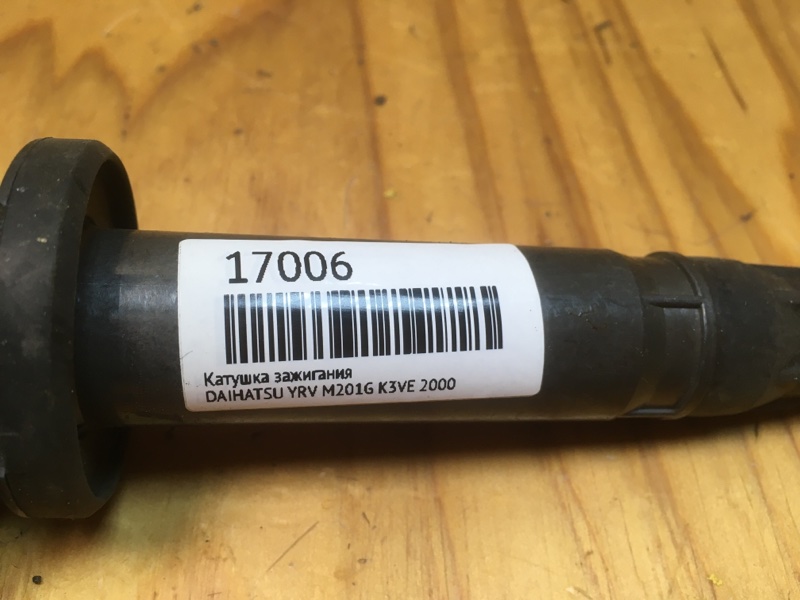 17006
Катушка зажигания
DAIHATSU YRV M201G K3VE 2000